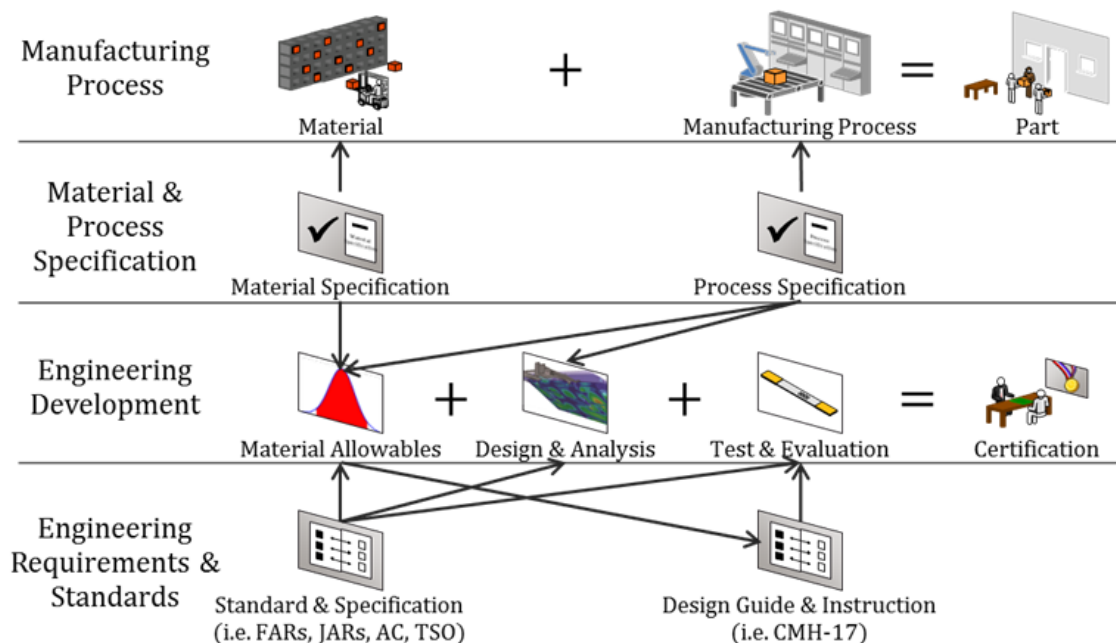 Manufacturing
Process
+
=
Material
Manufacturing Process
Part
Material &
Process
Specification
Material Specification
Process Specification
Engineering
Development
+
+
=
Material Allowables
Design & Analysis
Test & Evaluation
Certification
Engineering
Requirements &
Standards
Standard & Specification
(i.e. FARs, JARs, AC, TSO)
Design Guide & Instruction
(i.e. CMH-17)